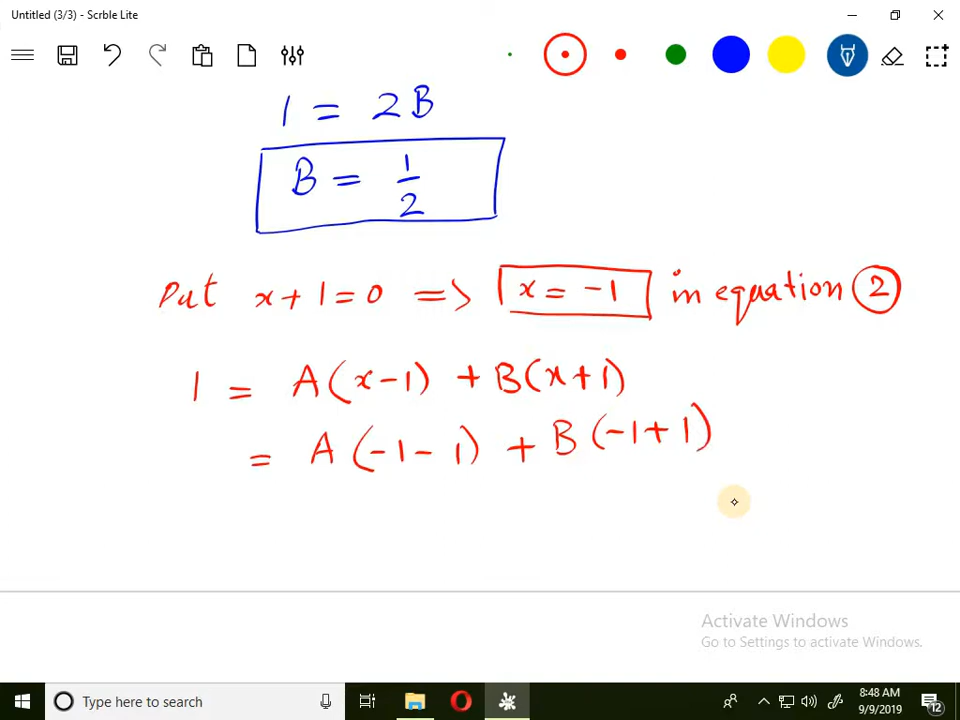 Untitled (3/3) - Scrble Lite
1 = 2B
B = 1/2
Put x+1=0 => x = -1 in equation 2
1 = A(x-1) + B(x+1)
= A(-1-1) + B(-1+1)
Activate Windows
Go to Settings to activate Windows.
Type here to search
8:48 AM
9/9/2019
12